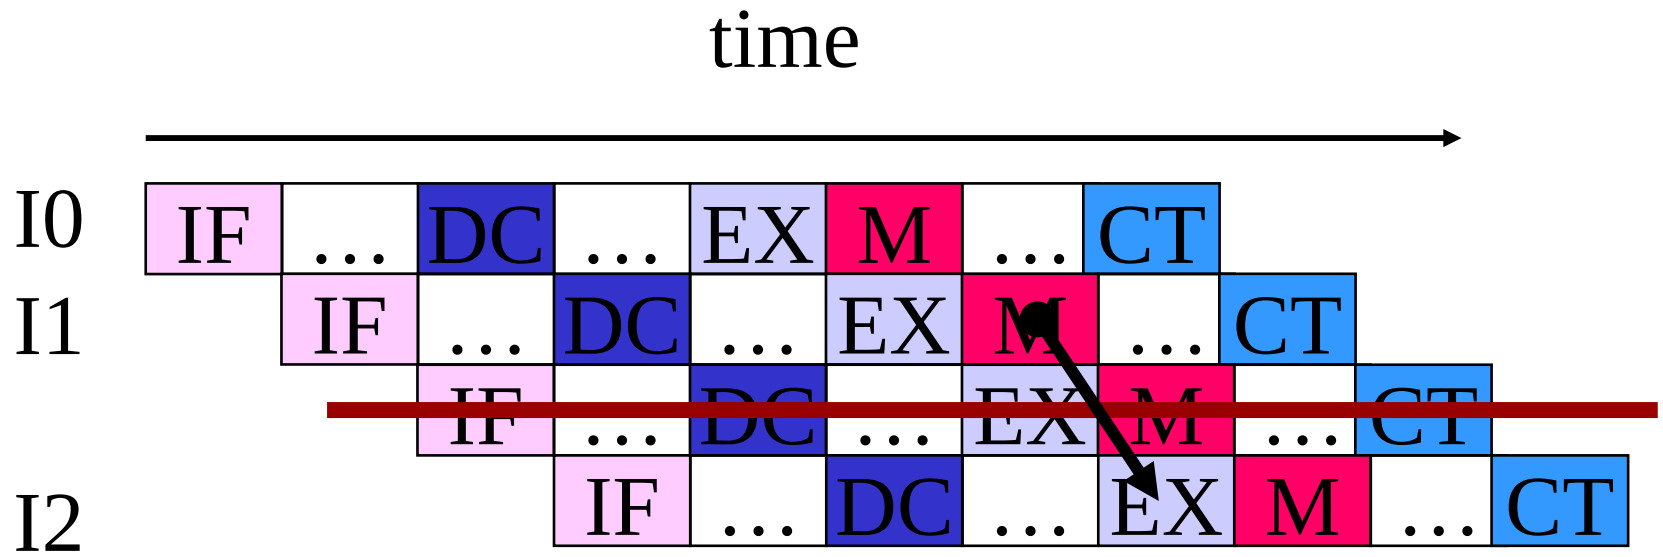 time
I0 IF ... DC ... EX M ... CT
I1 IF ... DC ... EX M ... CT
IF ... DC ... EX M ... CT
I2 IF ... DC ... EX M ... CT